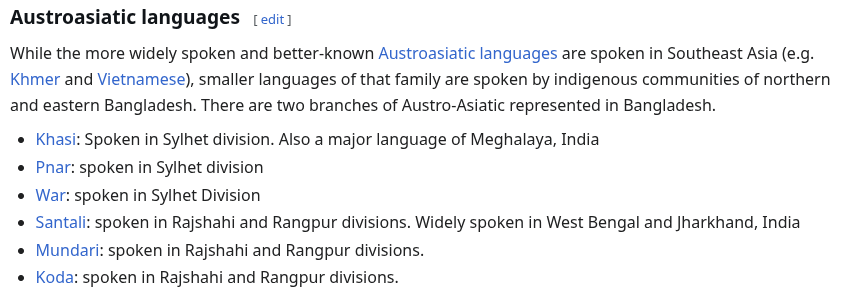 Austroasiatic languages [ edit ]
While the more widely spoken and better-known Austroasiatic languages are spoken in Southeast Asia (e.g.
Khmer and Vietnamese), smaller languages of that family are spoken by indigenous communities of northern
and eastern Bangladesh. There are two branches of Austro-Asiatic represented in Bangladesh.
• Khasi: Spoken in Sylhet division. Also a major language of Meghalaya, India
• Pnar: spoken in Sylhet division
• War: spoken in Sylhet Division
• Santali: spoken in Rajshahi and Rangpur divisions. Widely spoken in West Bengal and Jharkhand, India
• Mundari: spoken in Rajshahi and Rangpur divisions.
• Koda: spoken in Rajshahi and Rangpur divisions.